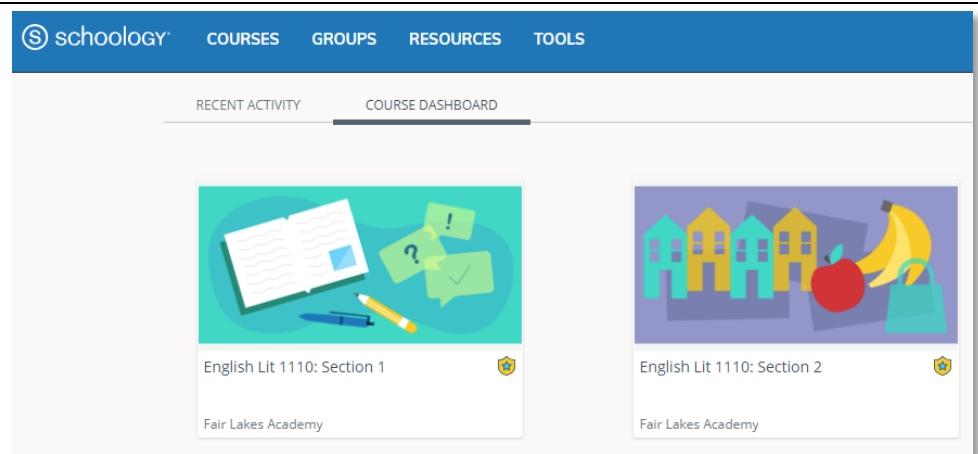 schoology COURSES GROUPS RESOURCES TOOLS
RECENT ACTIVITY COURSE DASHBOARD
! ?
English Lit 1110: Section 1
Fair Lakes Academy
English Lit 1110: Section 2
Fair Lakes Academy